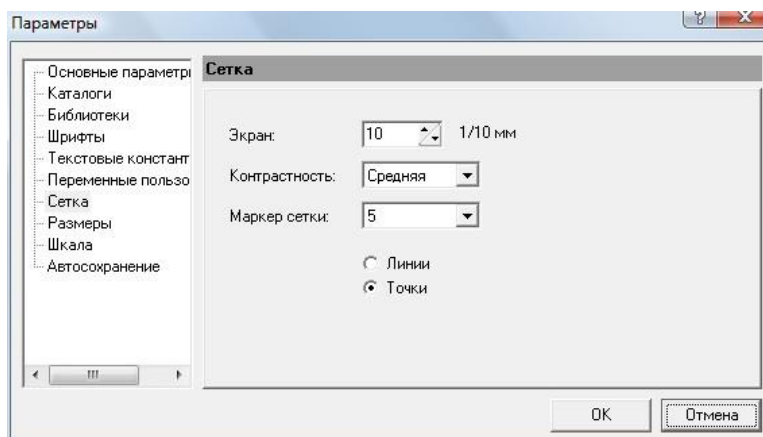 Параметры
Основные параметры
Каталоги
Библиотеки
Шрифты
Текстовые констант
Переменные пользо
Сетка
Размеры
Шкала
Автосохранение
Сетка
Экран: 10 1/10 мм
Контрастность: Средняя
Маркер сетки: 5
Линии
Точки
OK Отмена